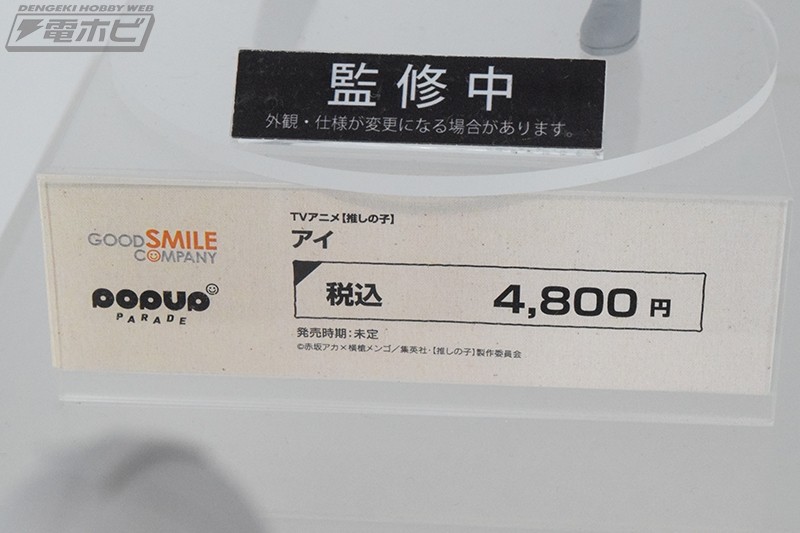 DENGEKI HOBBY WEB
電ホビ
監修中
外観・仕様が変更になる場合があります。
TVアニメ【推しの子】
アイ
GOOD SMILE
COMPANY
POPUP
PARADE
税込 4,800 円
発売時期：未定
©赤坂アカ×横槍メンゴ／集英社・【推しの子】製作委員会